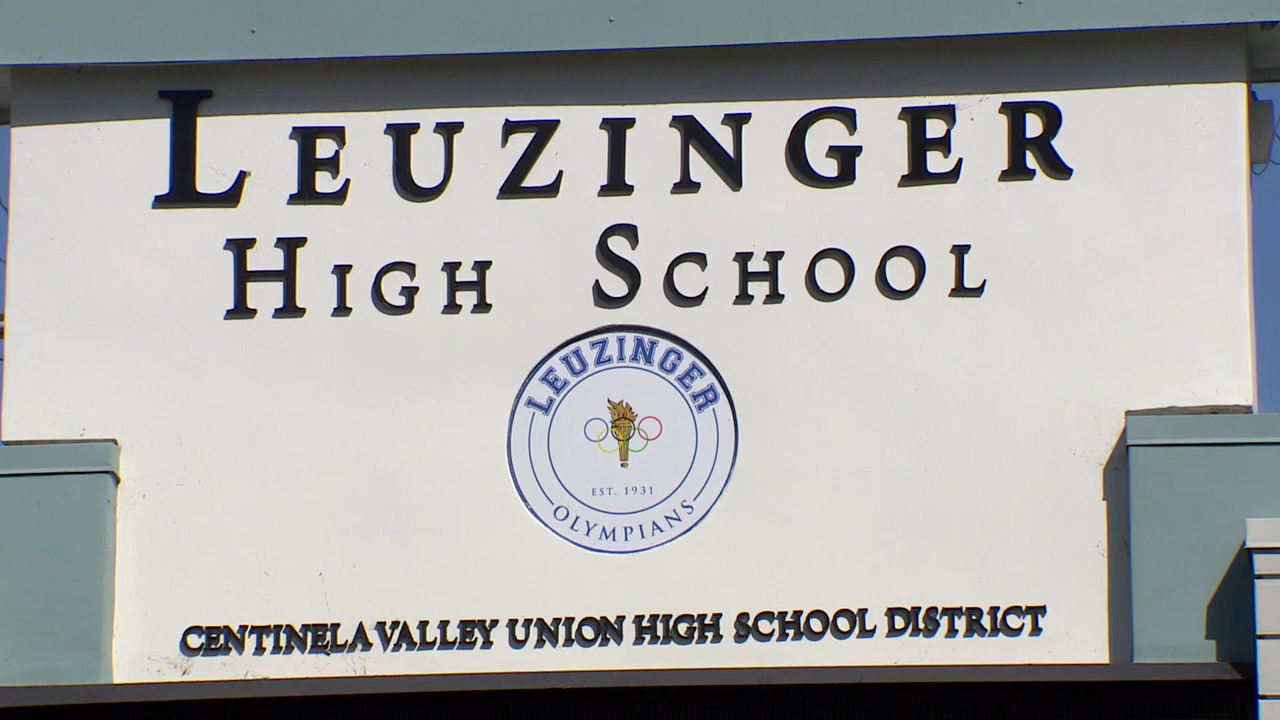 LEUZINGER
HIGH SCHOOL
LEUZINGER
EST. 1931
OLYMPIANS
CENTINELA VALLEY UNION HIGH SCHOOL DISTRICT